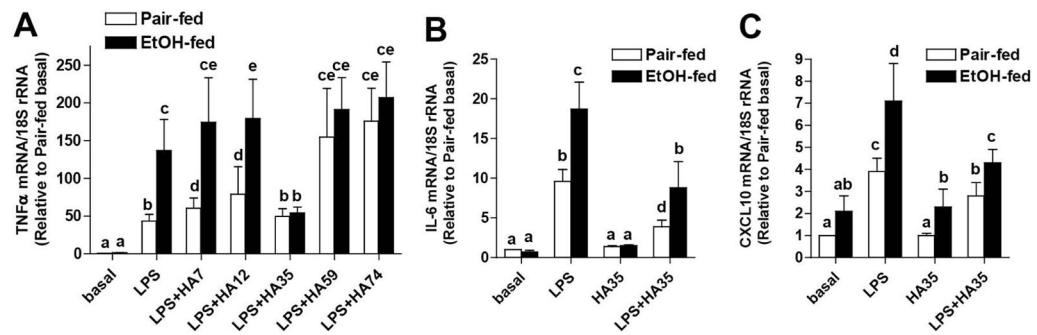 A
Pair-fed
EtOH-fed
TNFα mRNA/18S rRNA
(Relative to Pair-fed basal)
250
200
150
100
50
0
a a
b c
d ce
d e
b b
ce ce
ce ce
basal
LPS
LPS+HA7
LPS+HA12
LPS+HA35
LPS+HA59
LPS+HA74
B
Pair-fed
EtOH-fed
IL-6 mRNA/18S rRNA
(Relative to Pair-fed basal)
25
20
15
10
5
0
a a
b c
a a
d b
basal
LPS
HA35
LPS+HA35
C
Pair-fed
EtOH-fed
CXCL10 mRNA/18S rRNA
(Relative to Pair-fed basal)
9
8
7
6
5
4
3
2
1
0
a ab
c d
a b
c c
basal
LPS
HA35
LPS+HA35